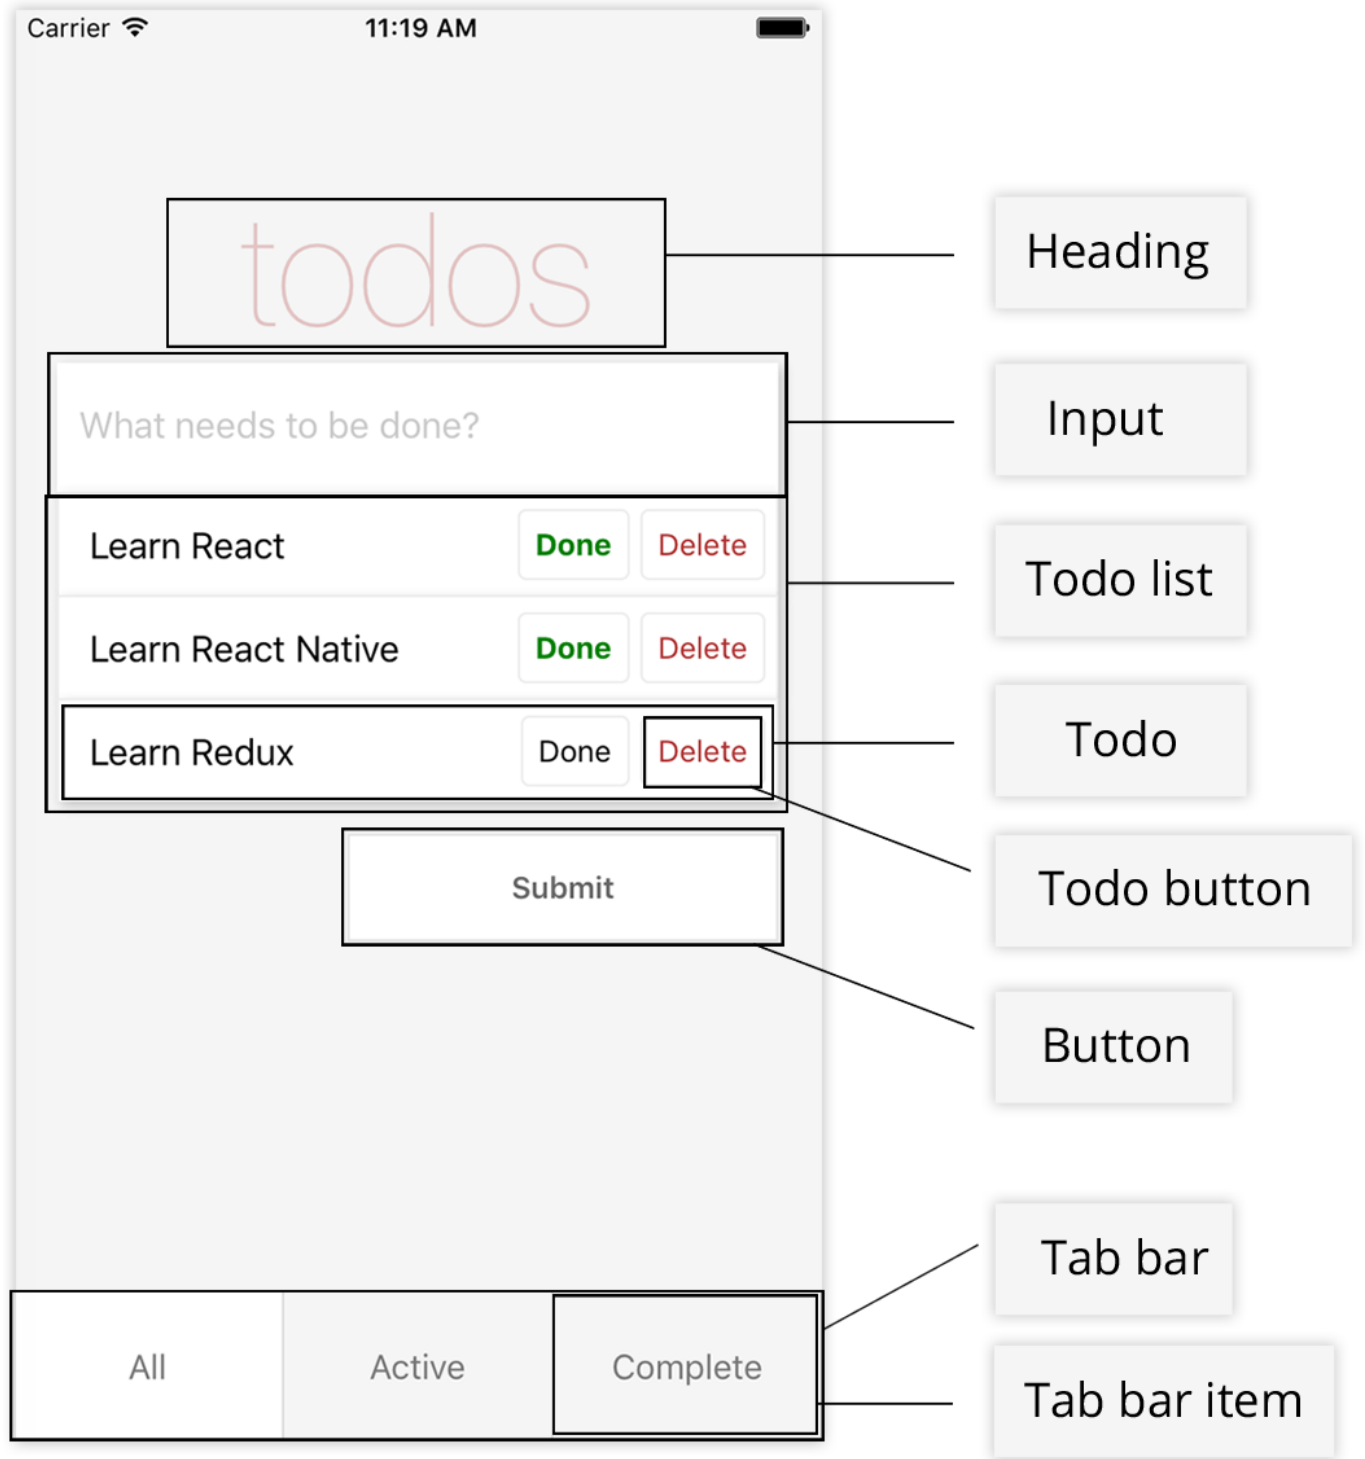 Carrier 11:19 AM
todos
Heading
What needs to be done?
Input
Learn React Done Delete
Todo list
Learn React Native Done Delete
Learn Redux Done Delete
Todo
Submit
Todo button
Button
Tab bar
All Active Complete
Tab bar item